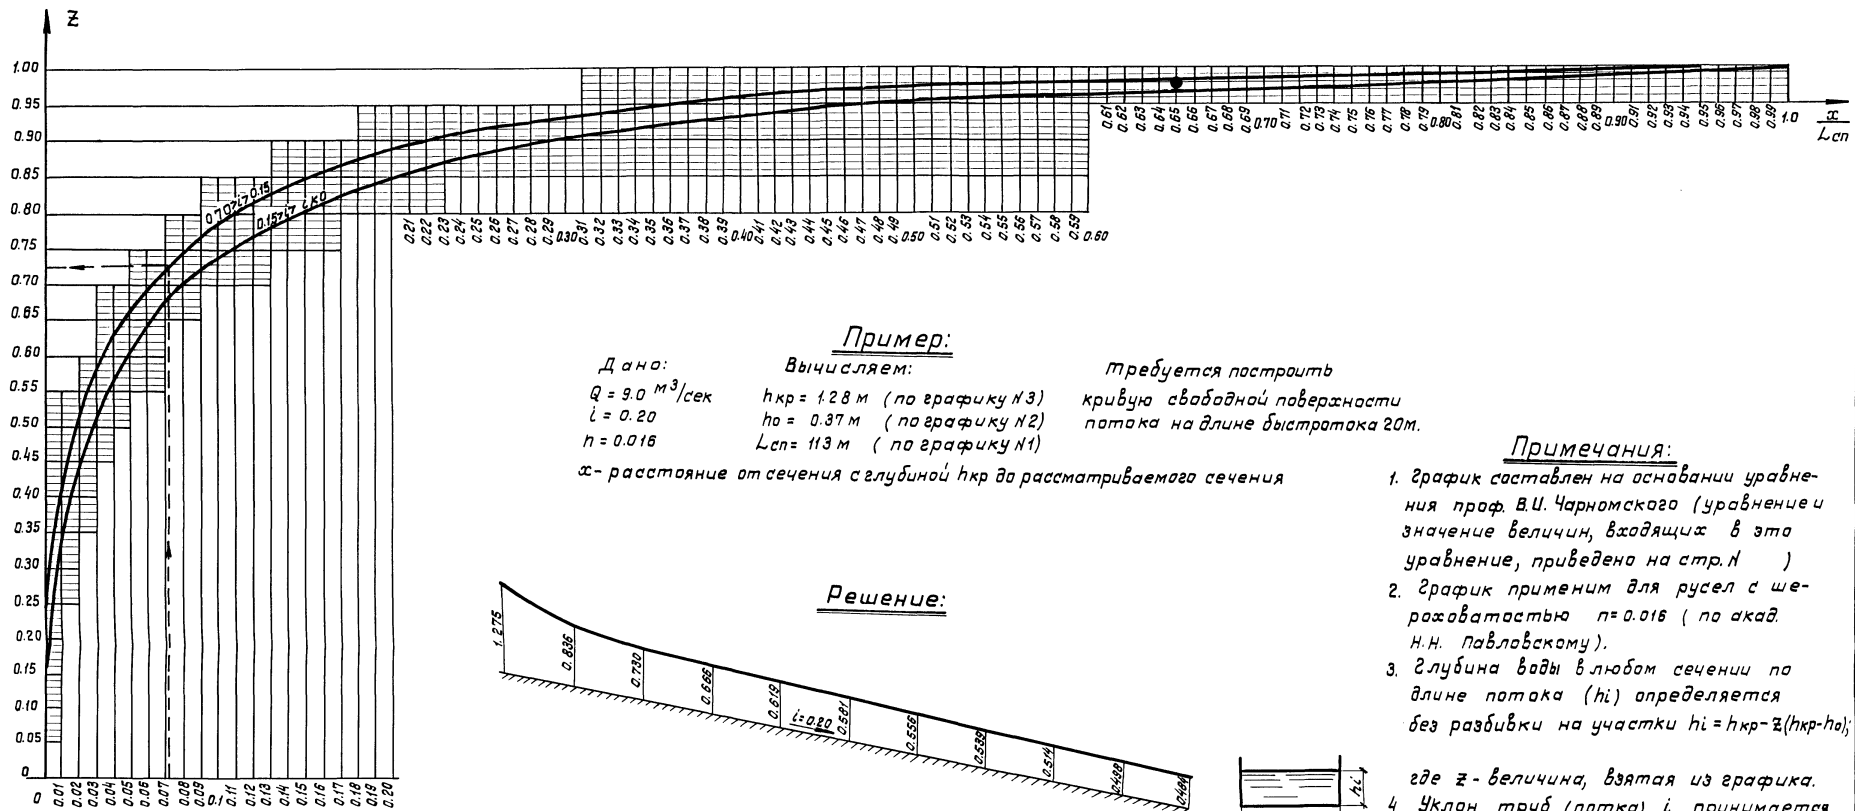 z
1.00
0.95
0.90
0.85
0.80
0.75
0.70
0.65
0.60
0.55
0.50
0.45
0.40
0.35
0.30
0.25
0.20
0.15
0.10
0.05
0
0 0.01 0.02 0.03 0.04 0.05 0.06 0.07 0.08 0.09 0.1 0.11 0.12 0.13 0.14 0.15 0.16 0.17 0.18 0.19 0.20
0.21 0.22 0.23 0.24 0.25 0.26 0.27 0.28 0.29 0.30 0.31 0.32 0.33 0.34 0.35 0.36 0.37 0.38 0.39 0.40 0.41 0.42 0.43 0.44 0.45 0.46 0.47 0.48 0.49 0.50 0.51 0.52 0.53 0.54 0.55 0.56 0.57 0.58 0.59 0.60
0.61 0.62 0.63 0.64 0.65 0.66 0.67 0.68 0.69 0.70 0.71 0.72 0.73 0.74 0.75 0.76 0.77 0.78 0.79 0.80 0.81 0.82 0.83 0.84 0.85 0.86 0.87 0.88 0.89 0.90 0.91 0.92 0.93 0.94 0.95 0.96 0.97 0.98 0.99 1.0
x
Lсп
0.70>i>0.15
0.15>i>iк0
Пример:
Дано:
Q = 9.0 м³/сек
i = 0.20
n = 0.016
Вычисляем:
hкр = 1.28 м (по графику N3)
h0 = 0.37 м (по графику N2)
Lсп = 113 м (по графику N1)
требуется построить
кривую свободной поверхности
потока на длине быстротока 20м.
x - расстояние от сечения с глубиной hкр до рассматриваемого сечения
Решение:
1.275 0.836 0.730 0.666 0.619 0.581 0.556 0.539 0.514 0.498 0.484
i=0.20
hi
Примечания:
1. График составлен на основании уравне-
ния проф. В.И. Чарномского (уравнение и
значение величин, входящих в это
уравнение, приведено на стр. N )
2. График применим для русел с ше-
роховатостью n=0.016 (по акад.
Н.Н. Павловскому).
3. Глубина воды в любом сечении по
длине потока (hi) определяется
без разбивки на участки hi = hкр-z(hкр-h0);
где z - величина, взятая из графика.
4 Уклон труб (лотка) i принимается